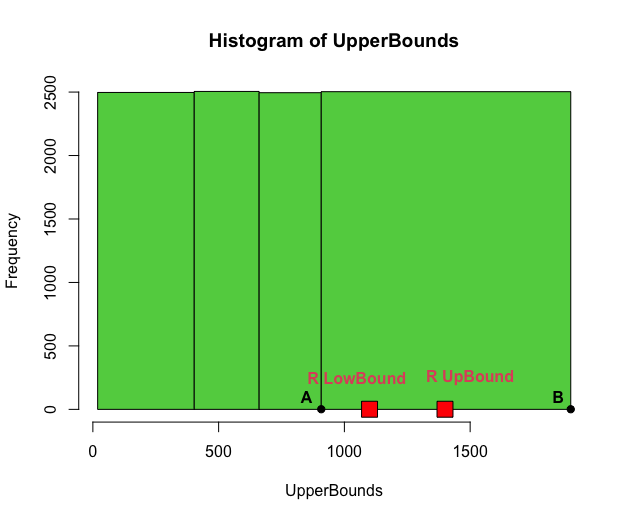 Histogram of UpperBounds
Frequency
2500
2000
1500
1000
500
0
R LowBound
R UpBound
A
B
0 500 1000 1500
UpperBounds